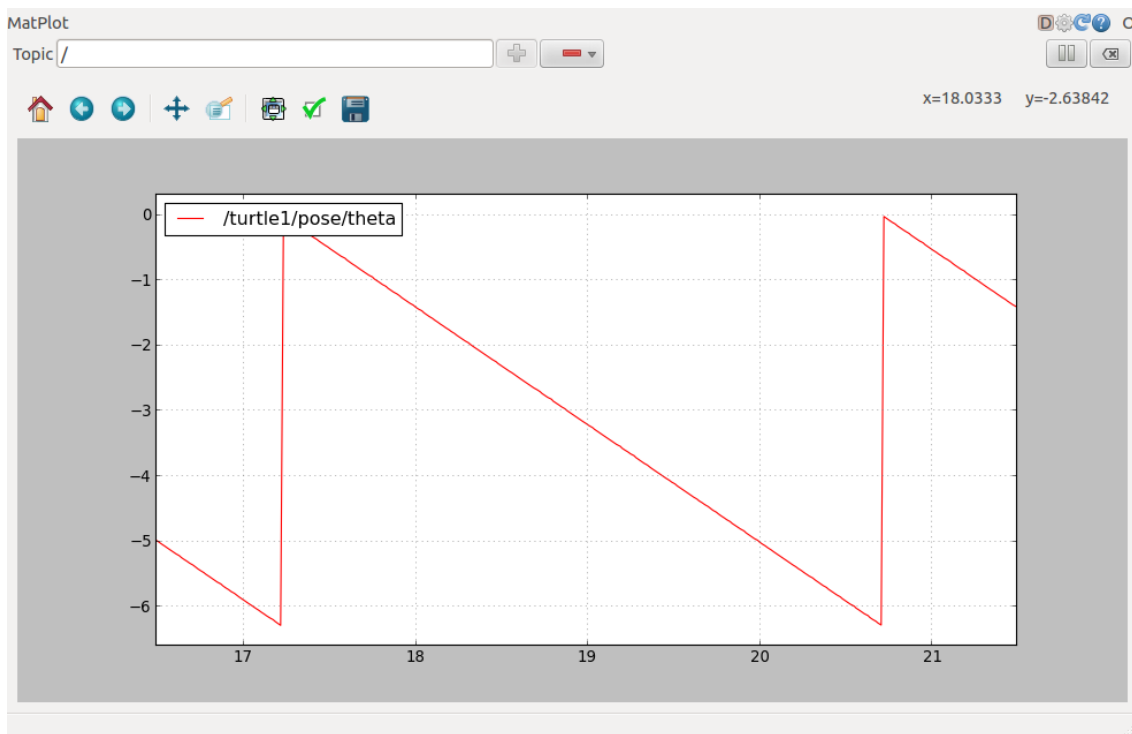 MatPlot D ?
Topic /
x=18.0333 y=-2.63842
/turtle1/pose/theta
0
−1
−2
−3
−4
−5
−6
17 18 19 20 21